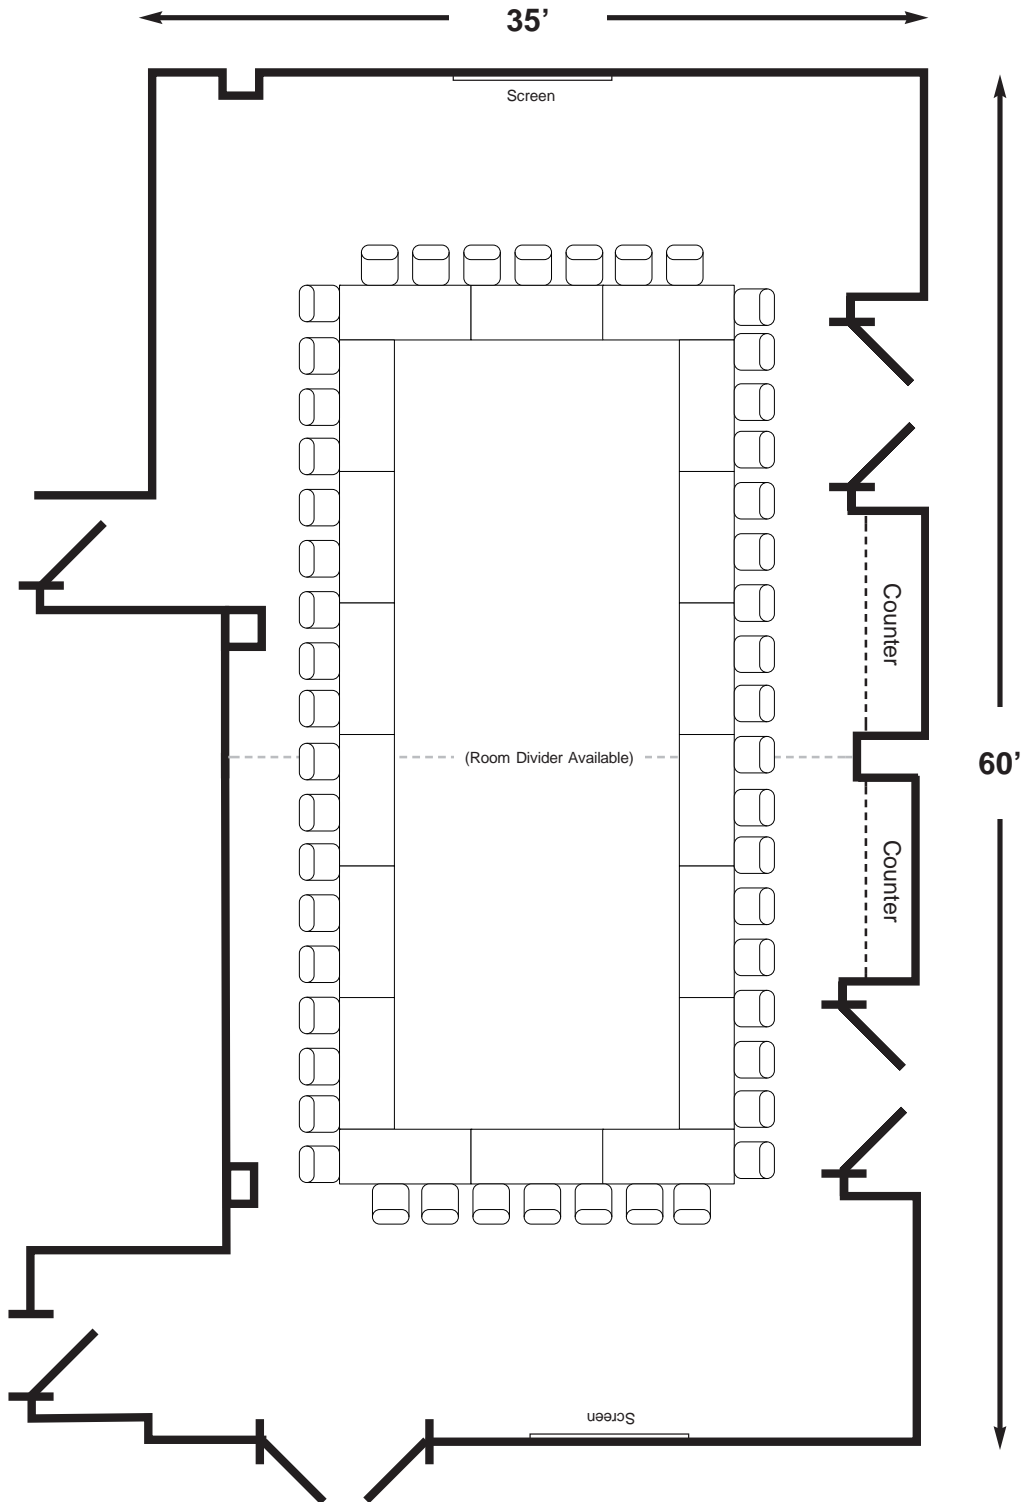 35’
Screen
Counter
(Room Divider Available)
60’
Counter
Screen